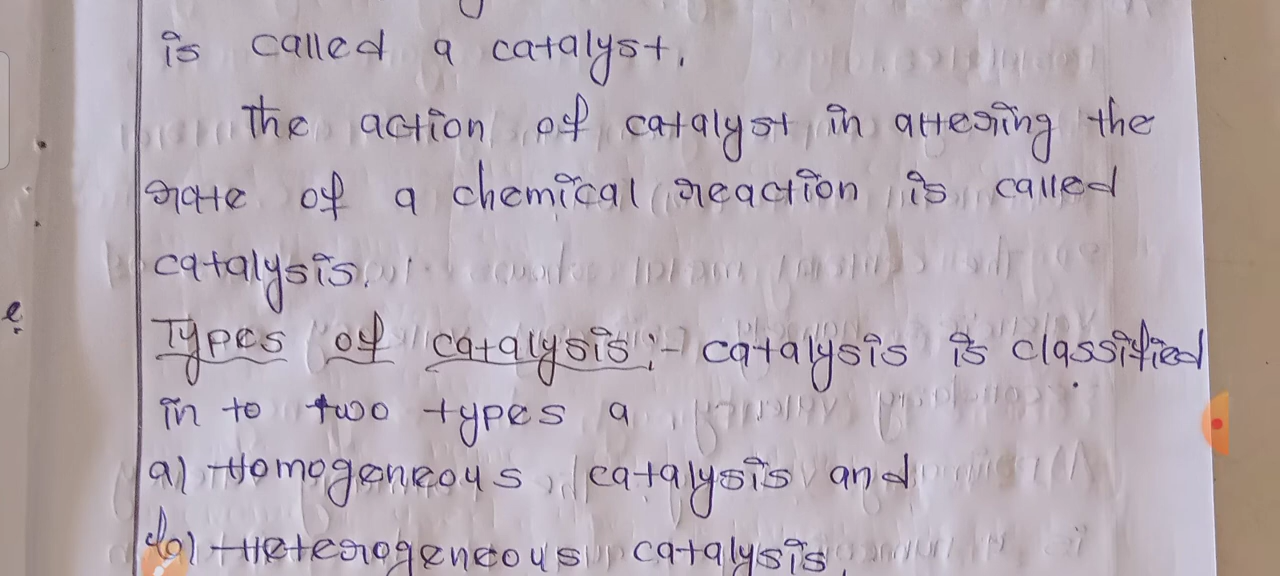 is called a catalyst.
The action of catalyst in altering the
rate of a chemical reaction is called
catalysis.
Types of catalysis :- catalysis is classified
in to two types a
a) Homogeneous catalysis and
b) Heterogeneous catalysis.